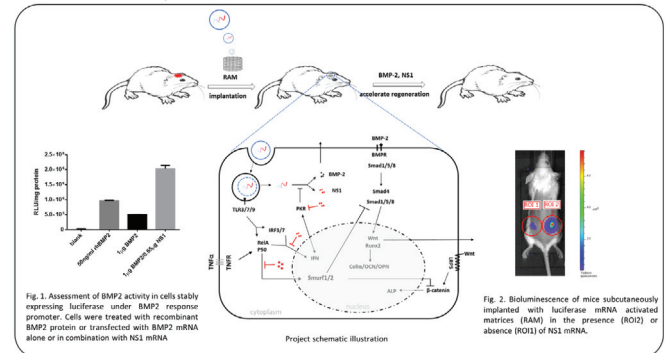 RAM
implantation
BMP-2, NS1
accelerate regeneration
RLU/mg protein
blank
50ng/ml rhBMP2
1μg BMP2
BMP-2
BMPR
Smad1/5/8
BMP-2
NS1
Smad4
Smad1/5/8
PKR
TLR3/7/9
IRF3/7
RelA
P50
IFN
TNFα
TNFR
Smurf1/2
Wnt
Runx2
ColIα/OCN/OPN
ALP
β-catenin
LRP5
Wnt
cytoplasm
nucleus
ROI 1
ROI 2
Fig. 1. Assessment of BMP2 activity in cells stably
expressing luciferase under BMP2 response
promoter. Cells were treated with recombinant
BMP2 protein or transfected with BMP2 mRNA
alone or in combination with NS1 mRNA
Project schematic illustration
Fig. 2. Bioluminescence of mice subcutaneously
implanted with luciferase mRNA activated
matrices (RAM) in the presence (ROI2) or
absence (ROI1) of NS1 mRNA.